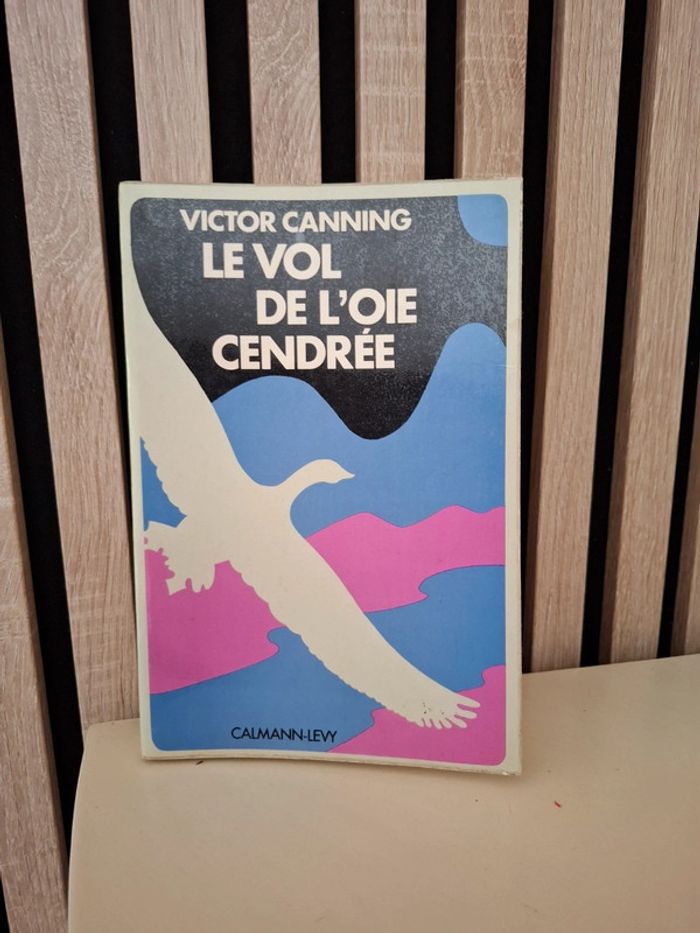 VICTOR CANNING
LE VOL
DE L'OIE
CENDRÉE
CALMANN-LEVY